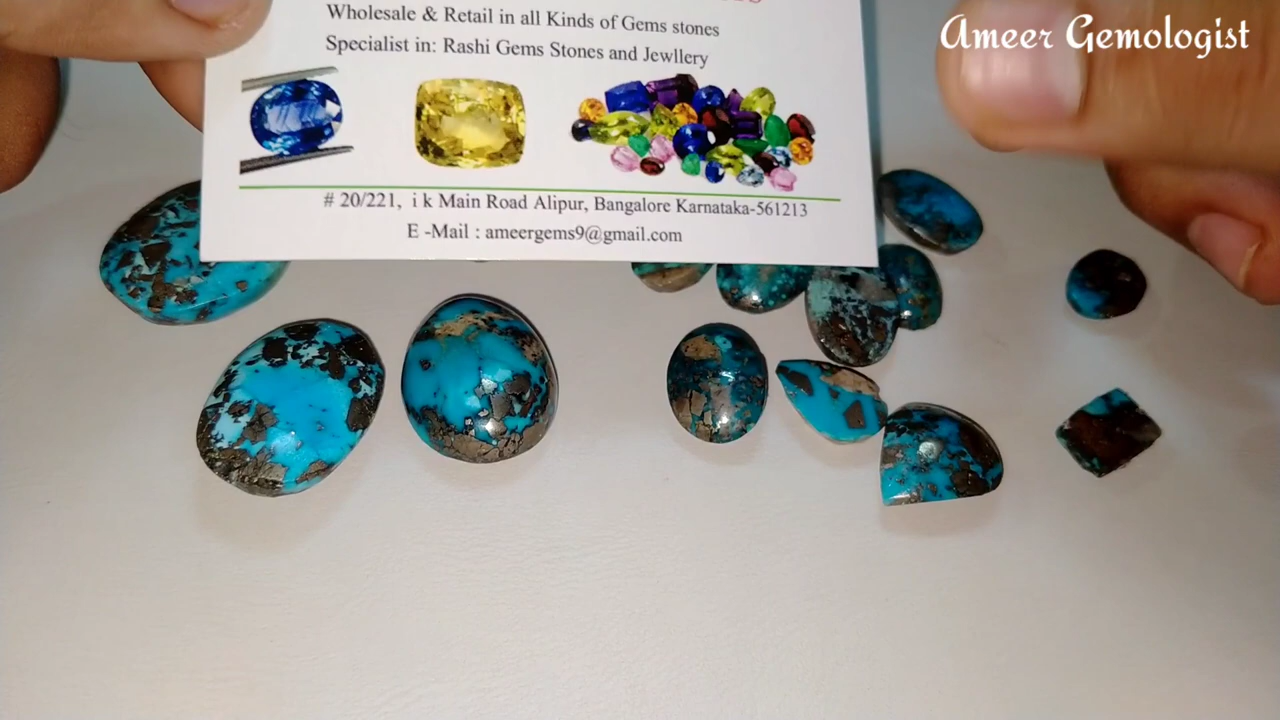 Ameer Gemologist
Wholesale & Retail in all Kinds of Gems stones
Specialist in: Rashi Gems Stones and Jewllery
# 20/221, i k Main Road Alipur, Bangalore Karnataka-561213
E -Mail : ameergems9@gmail.com